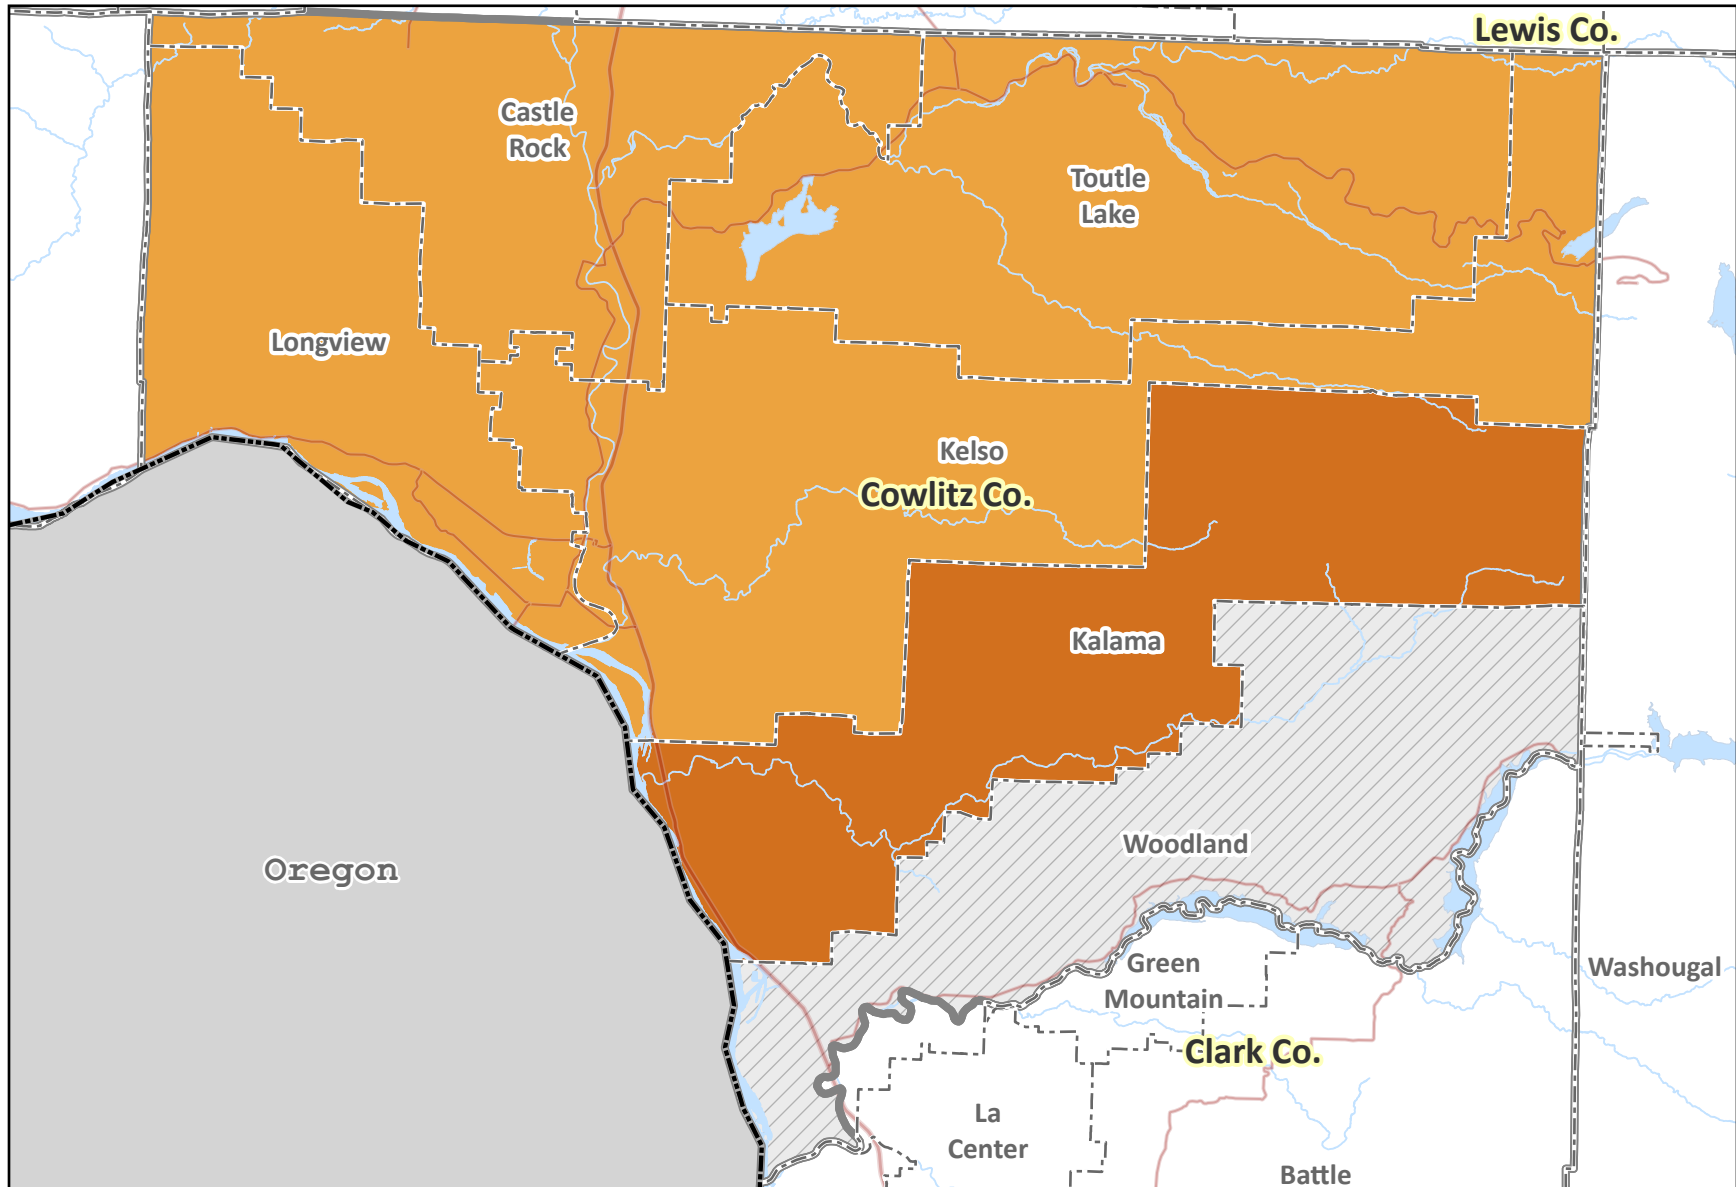 Lewis Co.
Castle
Rock
Toutle
Lake
Longview
Kelso
Cowlitz Co.
Kalama
Woodland
Oregon
Green
Mountain
Washougal
Clark Co.
La
Center
Battle